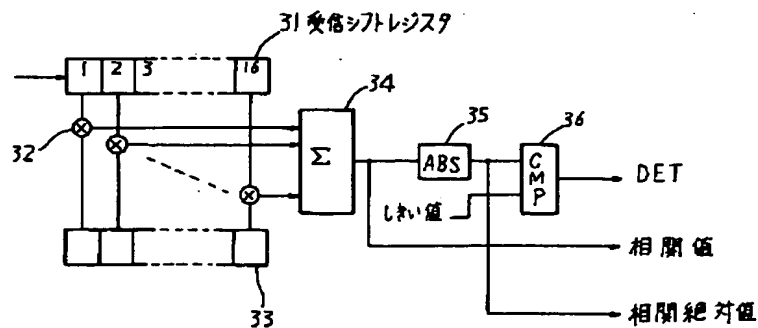 31 受信シフトレジスタ
1 2 3 16
34
32
Σ
35
ABS
36
CMP
DET
しきい値
相関値
33
相関絶対値